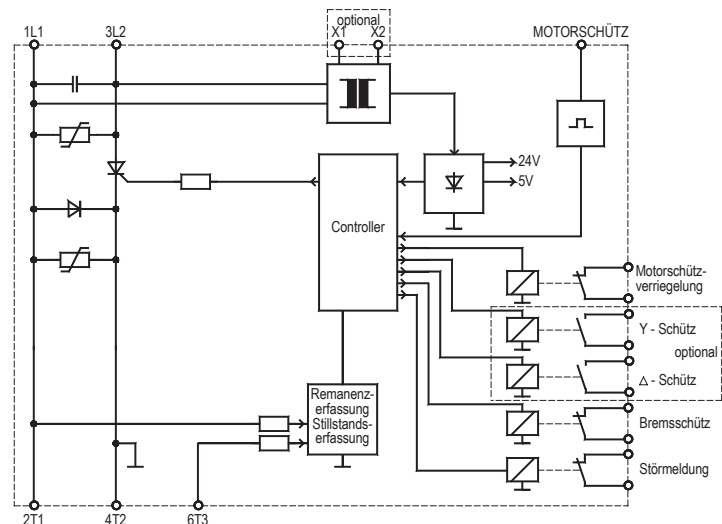 optional
1L1
3L2
X1
X2
MOTORSCHÜTZ
24V
5V
Controller
Motorschütz-
verriegelung
Y - Schütz
optional
△ - Schütz
Remanenz-
erfassung
Stillstands-
erfassung
Bremsschütz
Störmeldung
2T1
4T2
6T3